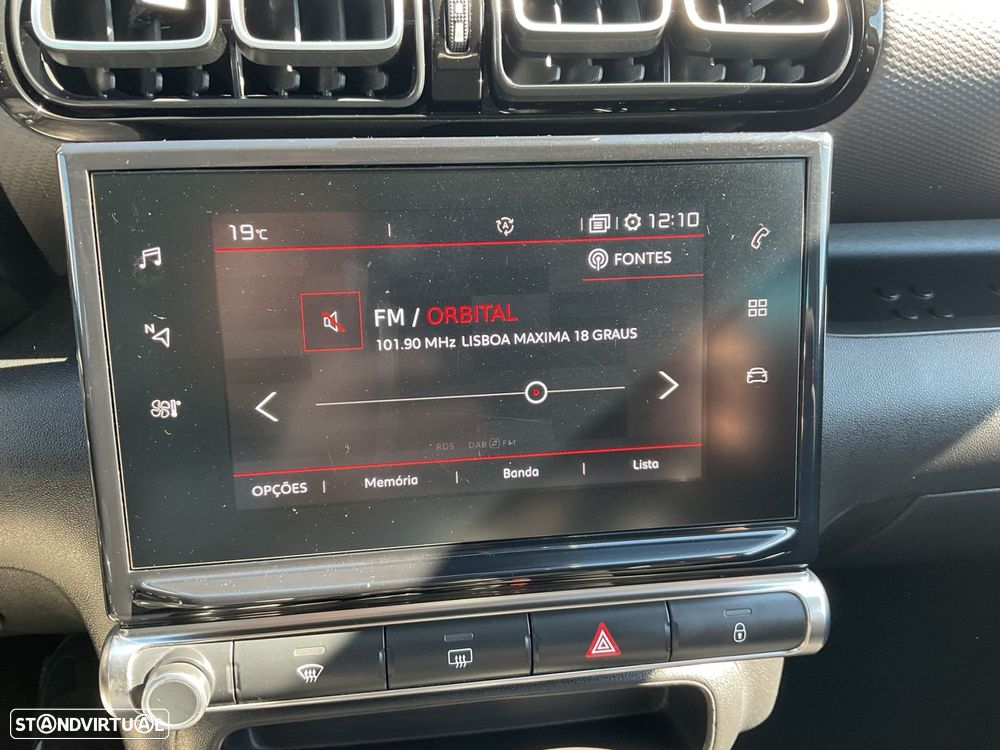 19°C
12:10
FONTES
FM / ORBITAL
101.90 MHz LISBOA MAXIMA 18 GRAUS
N
RDS DAB FM
OPÇÕES | Memória | Banda | Lista
STANDVIRTUAL